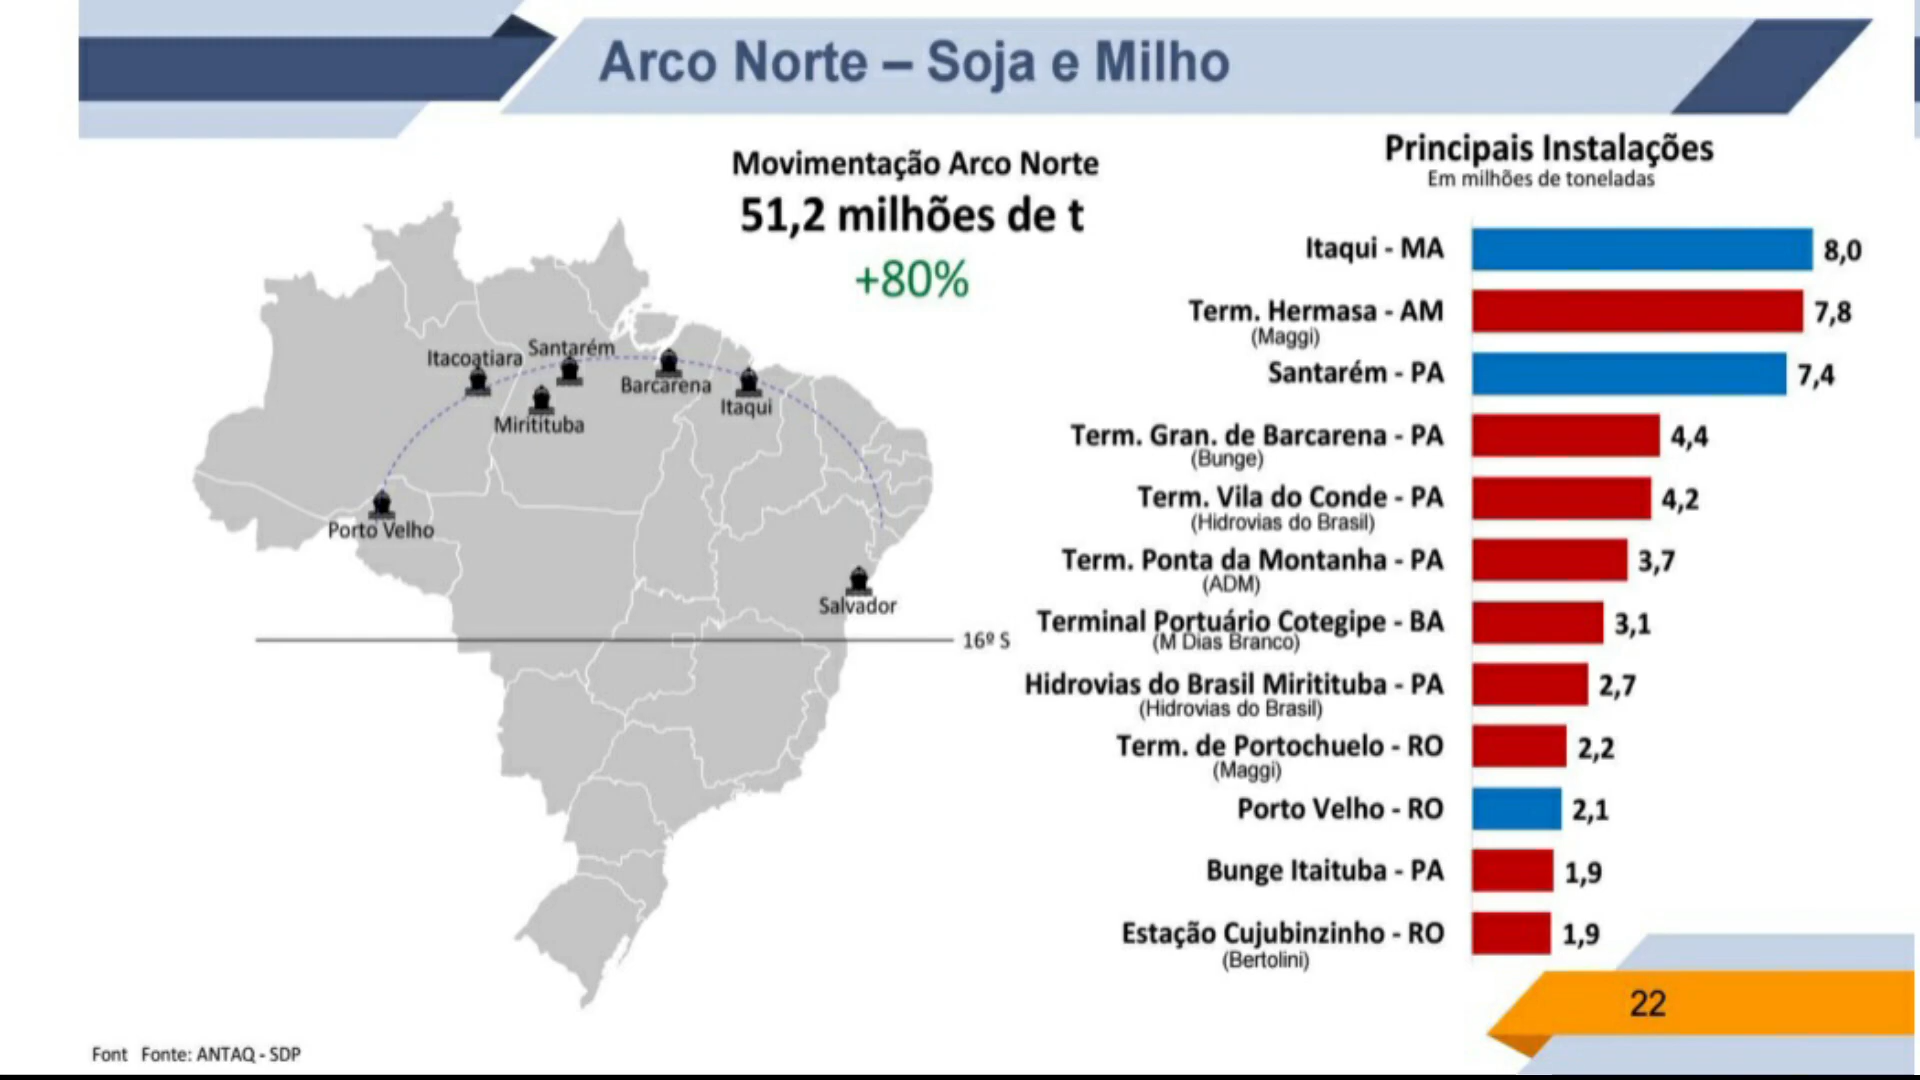 Arco Norte – Soja e Milho
Movimentação Arco Norte
51,2 milhões de t
+80%
Itacoatiara
Santarém
Miritituba
Barcarena
Itaqui
Porto Velho
Salvador
16º S
Principais Instalações
Em milhões de toneladas
Itaqui - MA 8,0
Term. Hermasa - AM 7,8
(Maggi)
Santarém - PA 7,4
Term. Gran. de Barcarena - PA 4,4
(Bunge)
Term. Vila do Conde - PA 4,2
(Hidrovias do Brasil)
Term. Ponta da Montanha - PA 3,7
(ADM)
Terminal Portuário Cotegipe - BA 3,1
(M Dias Branco)
Hidrovias do Brasil Miritituba - PA 2,7
(Hidrovias do Brasil)
Term. de Portochuelo - RO 2,2
(Maggi)
Porto Velho - RO 2,1
Bunge Itaituba - PA 1,9
Estação Cujubinzinho - RO 1,9
(Bertolini)
22
Font Fonte: ANTAQ - SDP